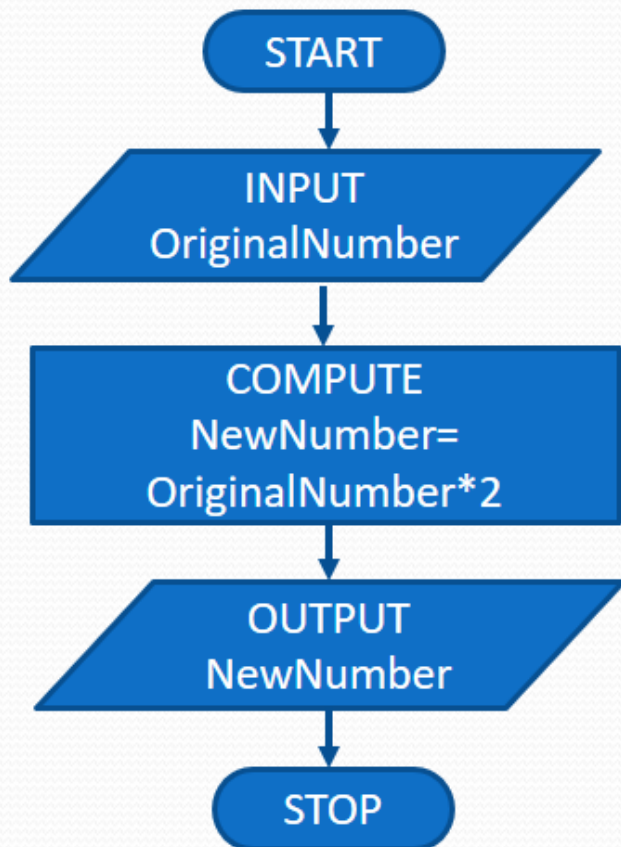 START
INPUT
OriginalNumber
COMPUTE
NewNumber=
OriginalNumber*2
OUTPUT
NewNumber
STOP